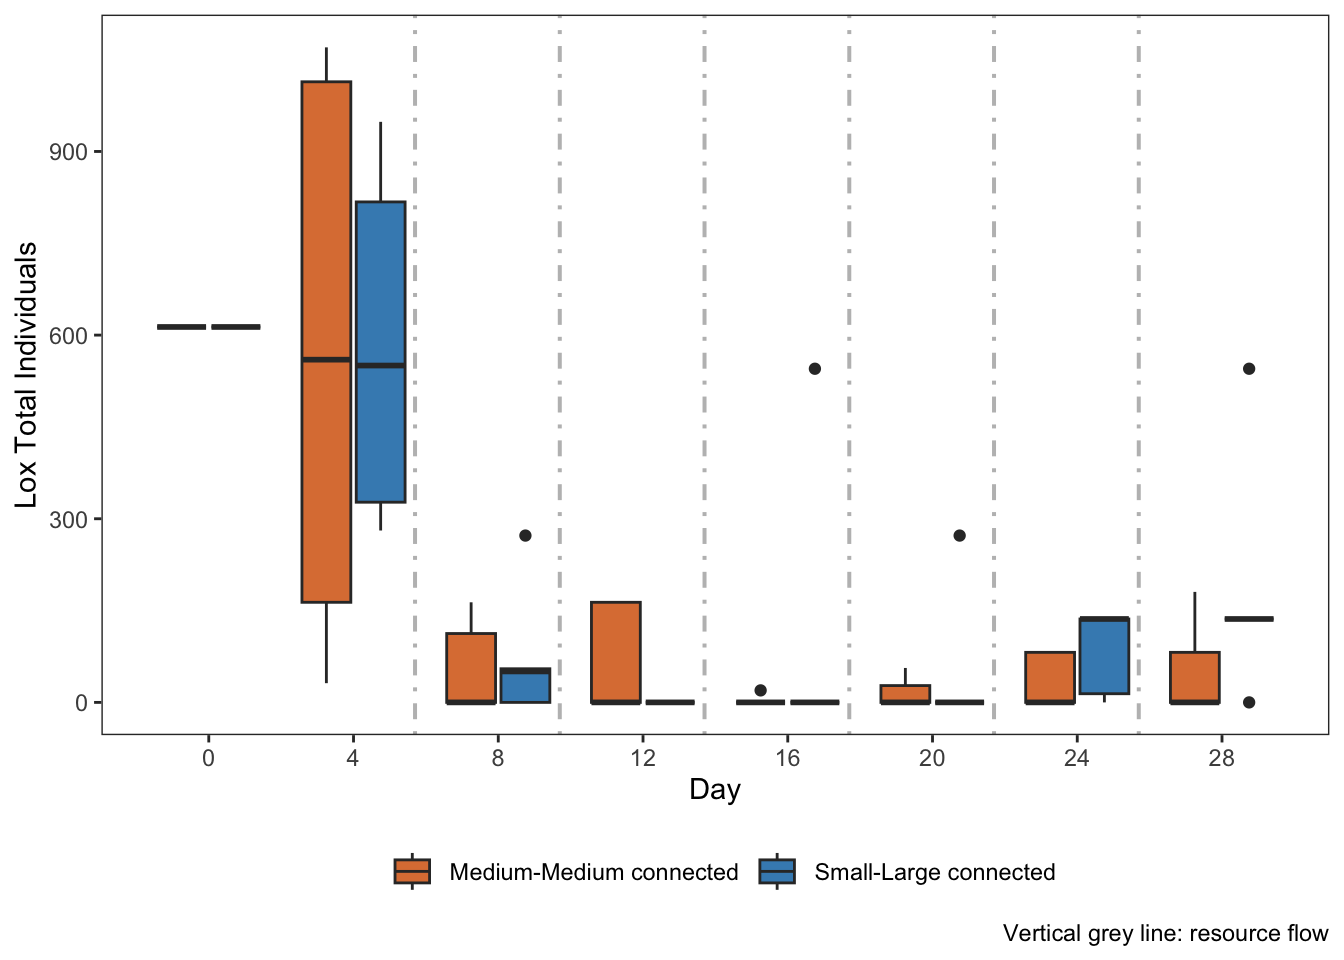 Lox Total Individuals
900
600
300
0
0 4 8 12 16 20 24 28
Day
Medium-Medium connected Small-Large connected
Vertical grey line: resource flow